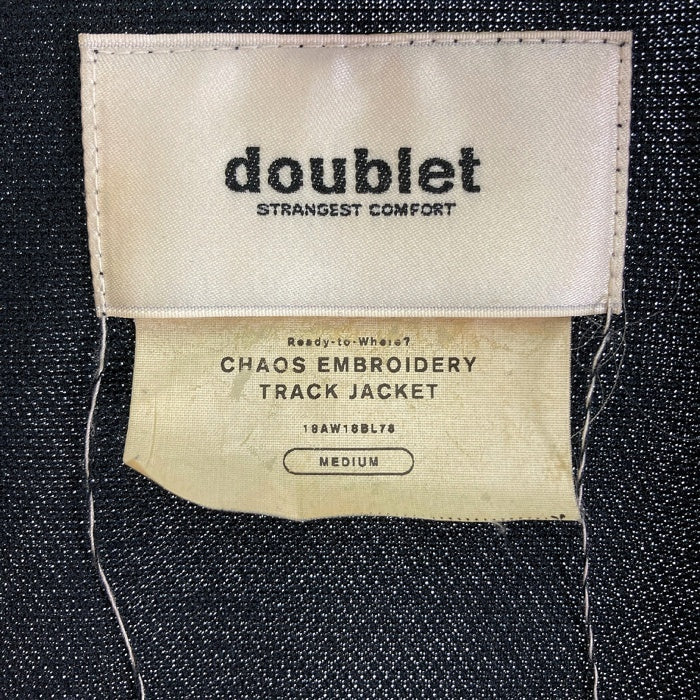 doublet
STRANGEST COMFORT
Ready-to-Where?
CHAOS EMBROIDERY
TRACK JACKET
18AW18BL78
MEDIUM